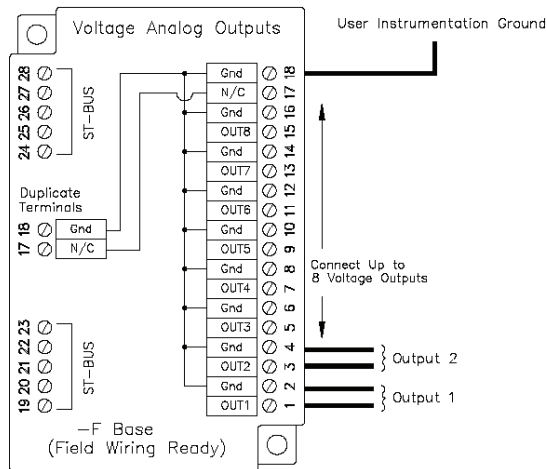 Voltage Analog Outputs
User Instrumentation Ground
28
27
26
25
24
ST-BUS
Duplicate
Terminals
18 Gnd
17 N/C
23
22
21
20
19
ST-BUS
Gnd 18
N/C 17
Gnd 16
OUT8 15
Gnd 14
OUT7 13
Gnd 12
OUT6 11
Gnd 10
OUT5 9
Gnd 8
OUT4 7
Gnd 6
OUT3 5
Gnd 4
OUT2 3
Gnd 2
OUT1 1
Connect Up to
8 Voltage Outputs
Output 2
Output 1
-F Base
(Field Wiring Ready)